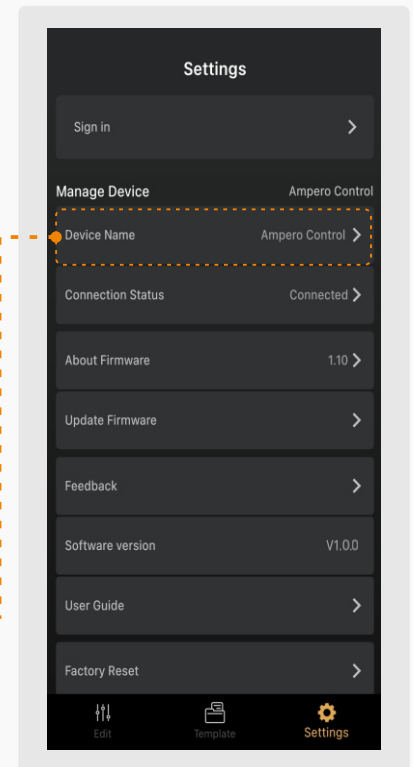 Settings
Sign in
Manage Device Ampero Control
Device Name Ampero Control
Connection Status Connected
About Firmware 1.10
Update Firmware
Feedback
Software version V1.0.0
User Guide
Factory Reset
Edit Template Settings